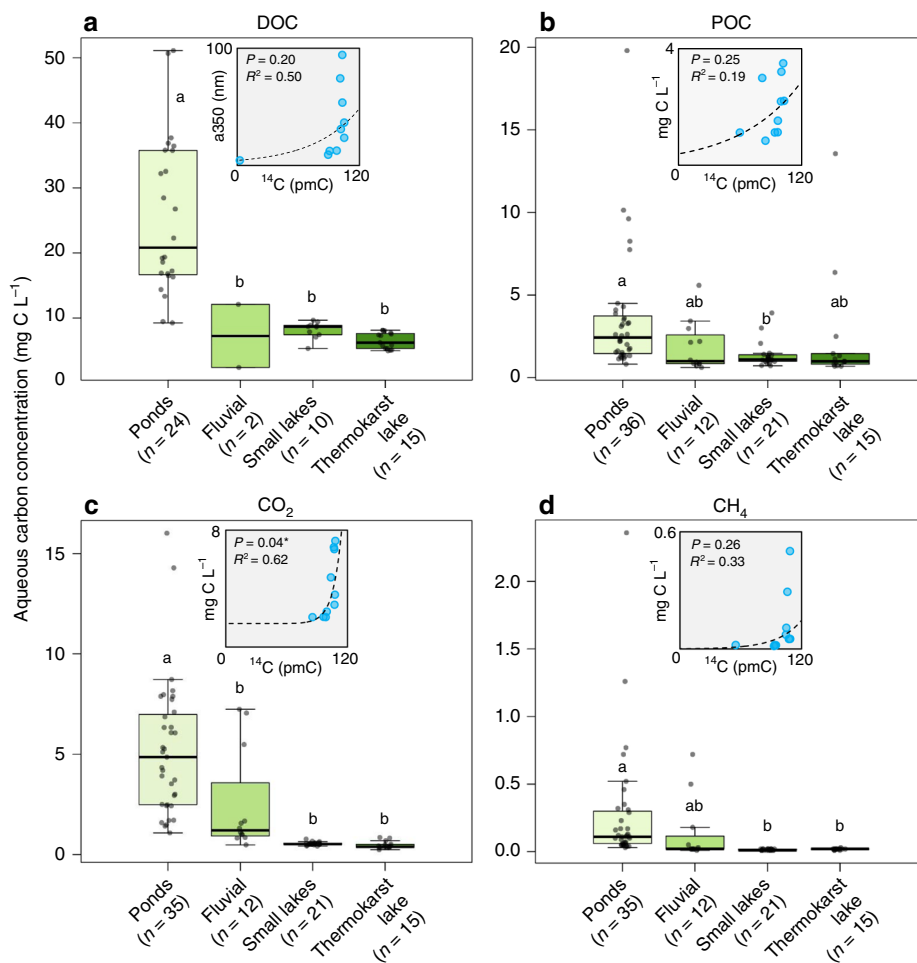 a DOC
50
40
30
20
10
0
a
b
b
b
100
a350 (nm)
P = 0.20
R² = 0.50
0
¹⁴C (pmC)
120
Ponds
(n = 24)
Fluvial
(n = 2)
Small lakes
(n = 10)
Thermokarst
lake
(n = 15)
b POC
20
15
10
5
0
a
ab
b
ab
4
mg C L⁻¹
P = 0.25
R² = 0.19
0
¹⁴C (pmC)
120
Ponds
(n = 36)
Fluvial
(n = 12)
Small lakes
(n = 21)
Thermokarst
lake
(n = 15)
Aqueous carbon concentration (mg C L⁻¹)
c CO₂
15
10
5
0
a
b
b
b
8
mg C L⁻¹
P = 0.04*
R² = 0.62
0
¹⁴C (pmC)
120
Ponds
(n = 35)
Fluvial
(n = 12)
Small lakes
(n = 21)
Thermokarst
lake
(n = 15)
d CH₄
2.0
1.5
1.0
0.5
0.0
a
ab
b
b
0.6
mg C L⁻¹
P = 0.26
R² = 0.33
0
¹⁴C (pmC)
120
Ponds
(n = 35)
Fluvial
(n = 12)
Small lakes
(n = 21)
Thermokarst
lake
(n = 15)